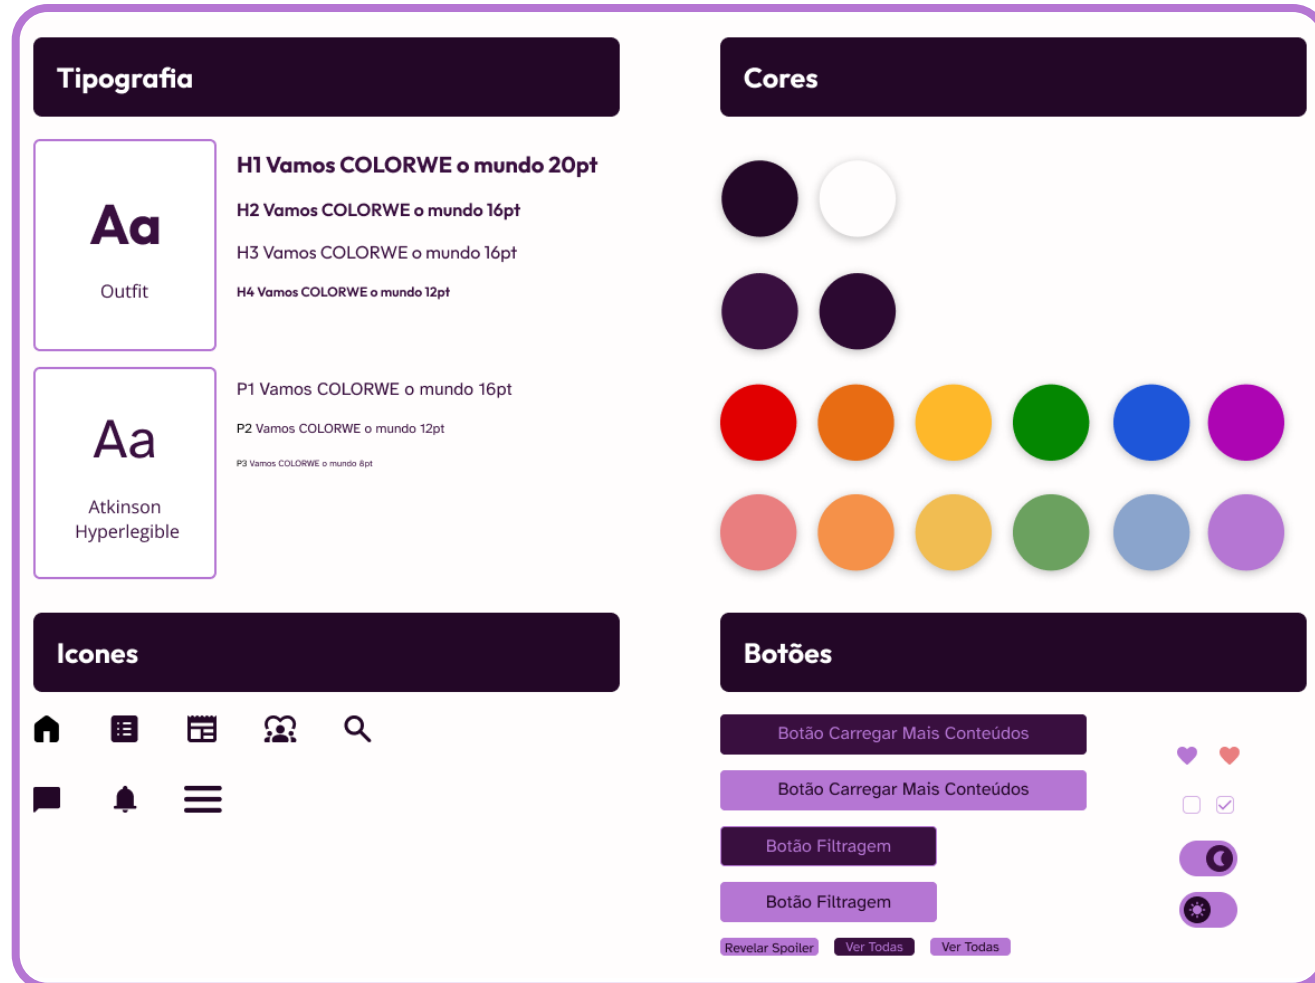 Tipografia
Aa
Outfit
H1 Vamos COLORWE o mundo 20pt
H2 Vamos COLORWE o mundo 16pt
H3 Vamos COLORWE o mundo 16pt
H4 Vamos COLORWE o mundo 12pt
Aa
Atkinson
Hyperlegible
P1 Vamos COLORWE o mundo 16pt
P2 Vamos COLORWE o mundo 12pt
P3 Vamos COLORWE o mundo 8pt
Cores
Icones
Botões
Botão Carregar Mais Conteúdos
Botão Carregar Mais Conteúdos
Botão Filtragem
Botão Filtragem
Revelar Spoiler
Ver Todas
Ver Todas